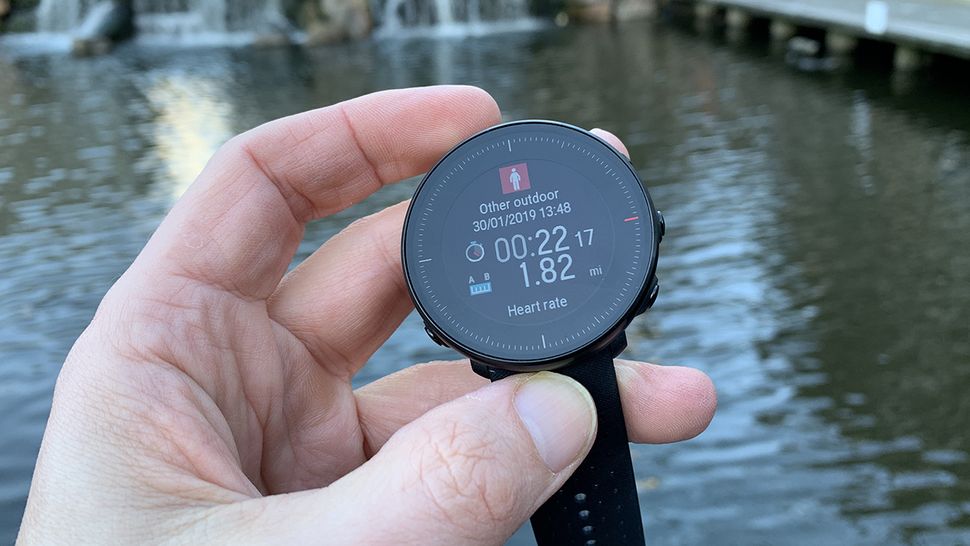 Other outdoor
30/01/2019 13:48
00:22 17
A B 1.82 mi
Heart rate